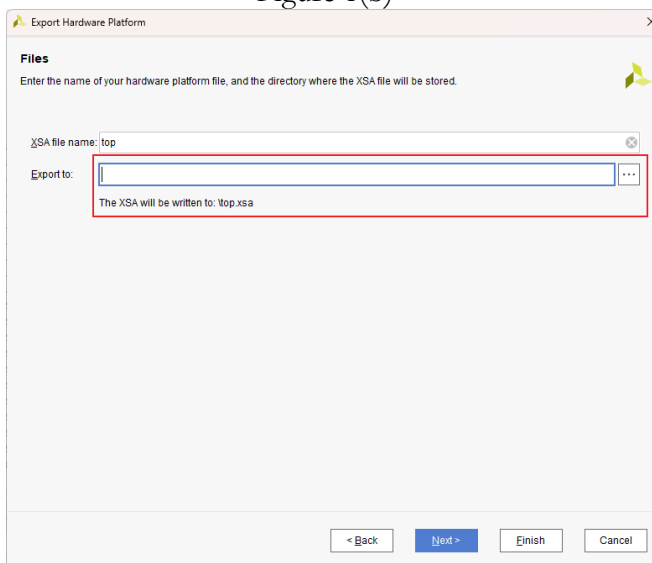 Export Hardware Platform
Files
Enter the name of your hardware platform file, and the directory where the XSA file will be stored.
XSA file name: top
Export to:
...
The XSA will be written to: \top.xsa
< Back Next > Finish Cancel